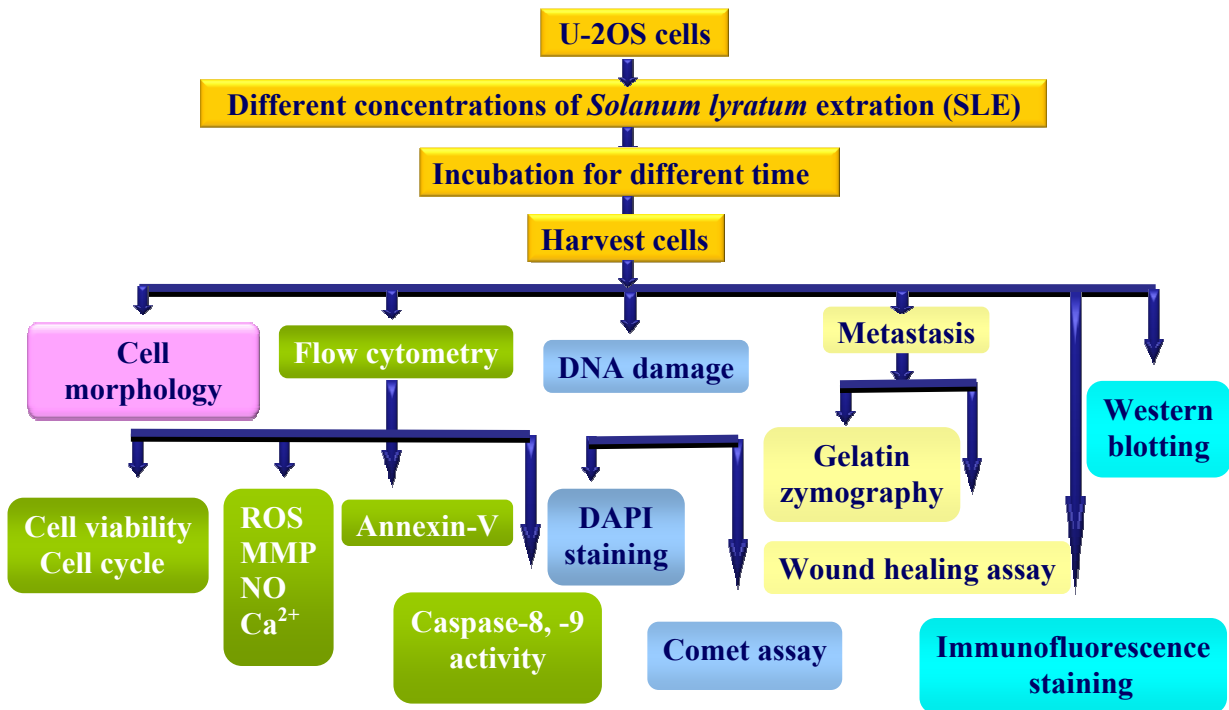 U-2OS cells
Different concentrations of Solanum lyratum extration (SLE)
Incubation for different time
Harvest cells
Cell
morphology
Flow cytometry
DNA damage
Metastasis
Western
blotting
Gelatin
zymography
Cell viability
Cell cycle
ROS
MMP
NO
Ca²⁺
Annexin-V
DAPI
staining
Wound healing assay
Caspase-8, -9
activity
Comet assay
Immunofluorescence
staining